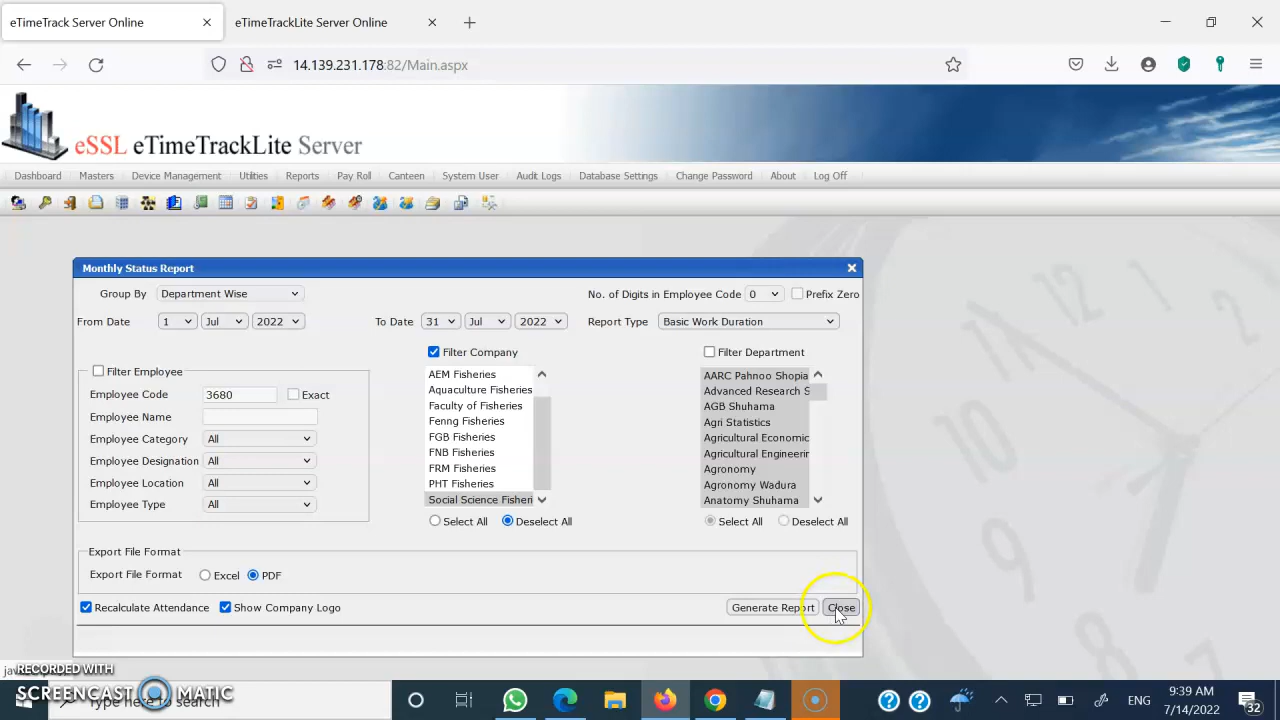 eTimeTrack Server Online
eTimeTrackLite Server Online
14.139.231.178:82/Main.aspx
eSSL eTimeTrackLite Server
Dashboard Masters Device Management Utilities Reports Pay Roll Canteen System User Audit Logs Database Settings Change Password About Log Off
Monthly Status Report
Group By Department Wise No. of Digits in Employee Code 0 Prefix Zero
From Date 1 Jul 2022 To Date 31 Jul 2022 Report Type Basic Work Duration
Filter Company Filter Department
Filter Employee
Employee Code 3680 Exact
Employee Name
Employee Category All
Employee Designation All
Employee Location All
Employee Type All
AEM Fisheries
Aquaculture Fisheries
Faculty of Fisheries
Fenng Fisheries
FGB Fisheries
FNB Fisheries
FRM Fisheries
PHT Fisheries
Social Science Fisheri
Select All Deselect All
AARC Pahnoo Shopia
Advanced Research S
AGB Shuhama
Agri Statistics
Agricultural Economic
Agricultural Engineerir
Agronomy
Agronomy Wadura
Anatomy Shuhama
Select All Deselect All
Export File Format
Export File Format Excel PDF
Recalculate Attendance Show Company Logo Generate Report Close
RECORDED WITH
SCREENCAST MATIC
here to search
ENG
9:39 AM
7/14/2022
32